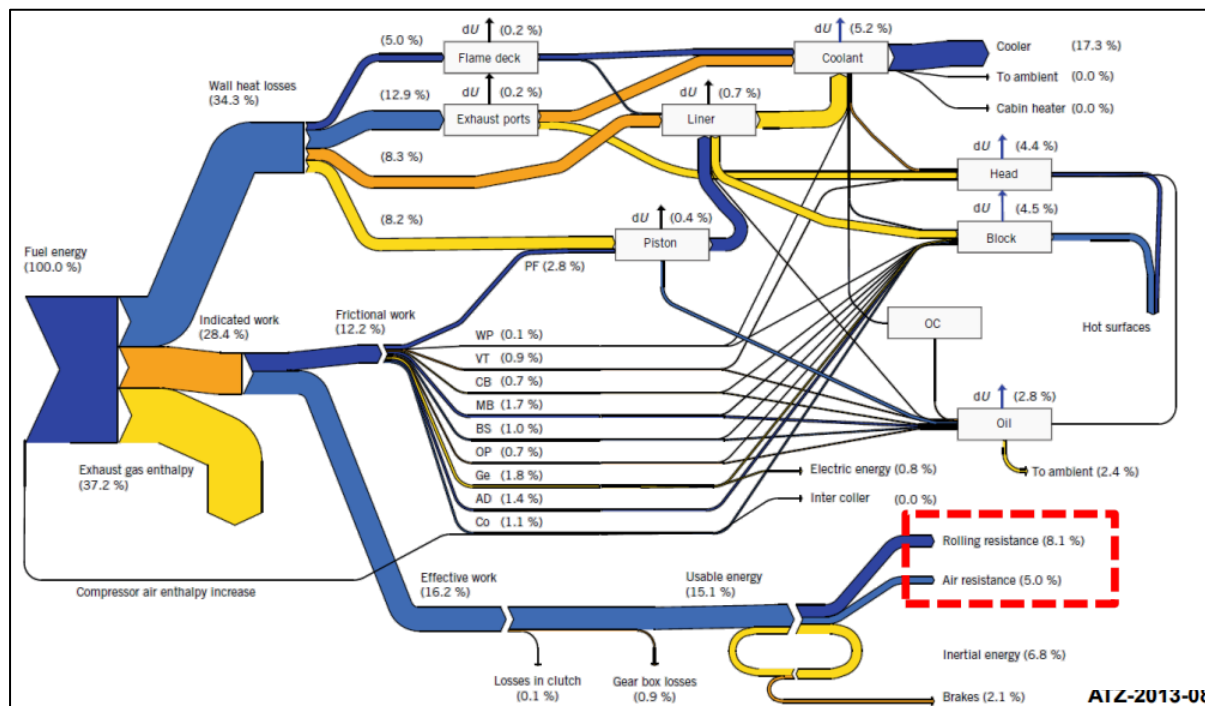 dU (0.2 %)
dU (5.2 %)
(5.0 %)
Flame deck
Coolant
Cooler
(17.3 %)
To ambient (0.0 %)
Cabin heater (0.0 %)
Wall heat losses
(34.3 %)
(12.9 %)
dU (0.2 %)
Exhaust ports
dU (0.7 %)
Liner
(8.3 %)
dU (4.4 %)
Head
(8.2 %)
dU (0.4 %)
Piston
dU (4.5 %)
Block
Fuel energy
(100.0 %)
PF (2.8 %)
Indicated work
(28.4 %)
Frictional work
(12.2 %)
OC
Hot surfaces
WP (0.1 %)
VT (0.9 %)
CB (0.7 %)
MB (1.7 %)
BS (1.0 %)
OP (0.7 %)
Ge (1.8 %)
AD (1.4 %)
Co (1.1 %)
dU (2.8 %)
Oil
To ambient (2.4 %)
Exhaust gas enthalpy
(37.2 %)
Electric energy (0.8 %)
Inter coller (0.0 %)
Compressor air enthalpy increase
Effective work
(16.2 %)
Usable energy
(15.1 %)
Rolling resistance (8.1 %)
Air resistance (5.0 %)
Inertial energy (6.8 %)
Losses in clutch
(0.1 %)
Gear box losses
(0.9 %)
Brakes (2.1 %)
ATZ-2013-08